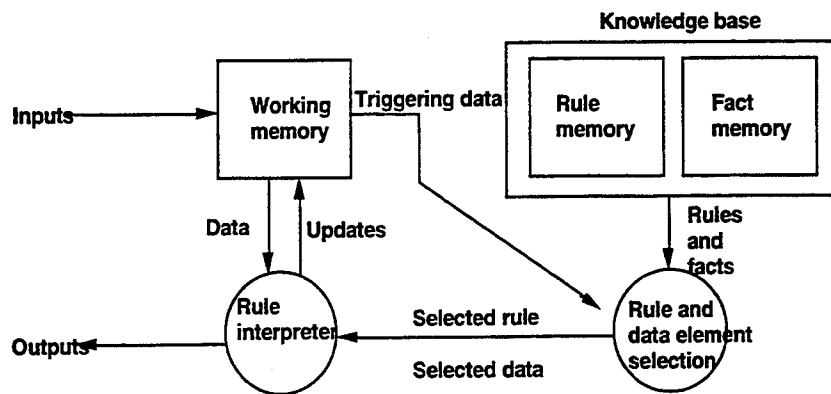 Knowledge base
Inputs
Working
memory
Triggering data
Rule
memory
Fact
memory
Data
Updates
Rules
and
facts
Rule
interpreter
Selected rule
Selected data
Rule and
data element
selection
Outputs